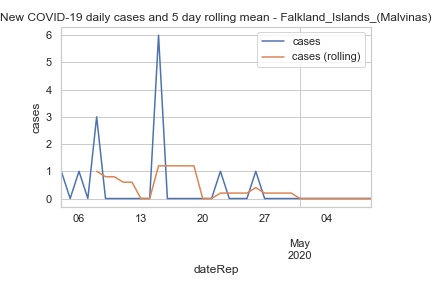 New COVID-19 daily cases and 5 day rolling mean - Falkland_Islands_(Malvinas)
cases
cases (rolling)
6
5
4
3
2
1
0
cases
06
13
20
27
04
May
2020
dateRep